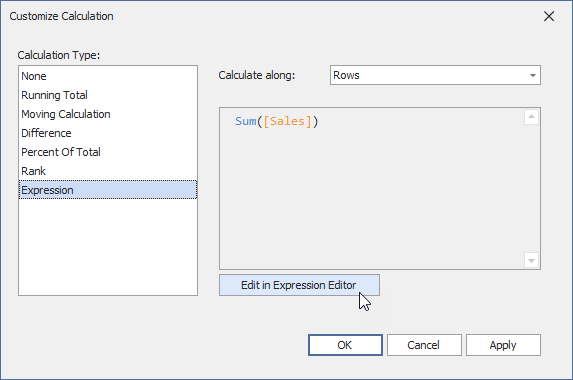 Customize Calculation
Calculation Type:
None
Running Total
Moving Calculation
Difference
Percent Of Total
Rank
Expression
Calculate along:
Rows
Sum([Sales])
Edit in Expression Editor
OK
Cancel
Apply